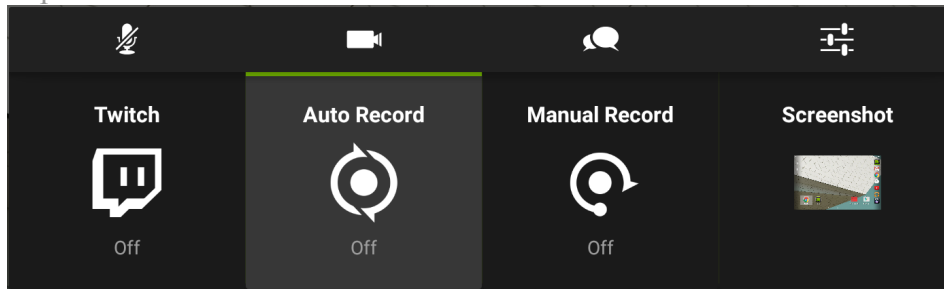 Twitch
Auto Record
Manual Record
Screenshot
Off
Off
Off